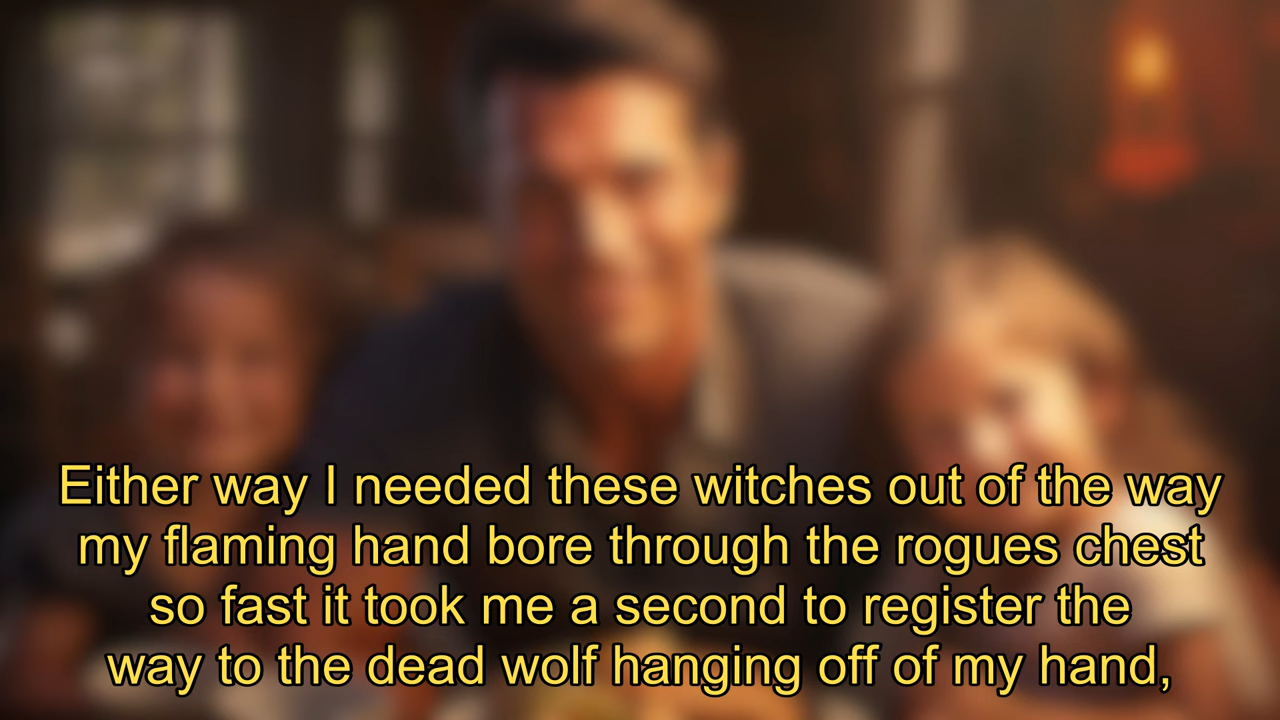 Either way I needed these witches out of the way
my flaming hand bore through the rogues chest
so fast it took me a second to register the
way to the dead wolf hanging off of my hand,